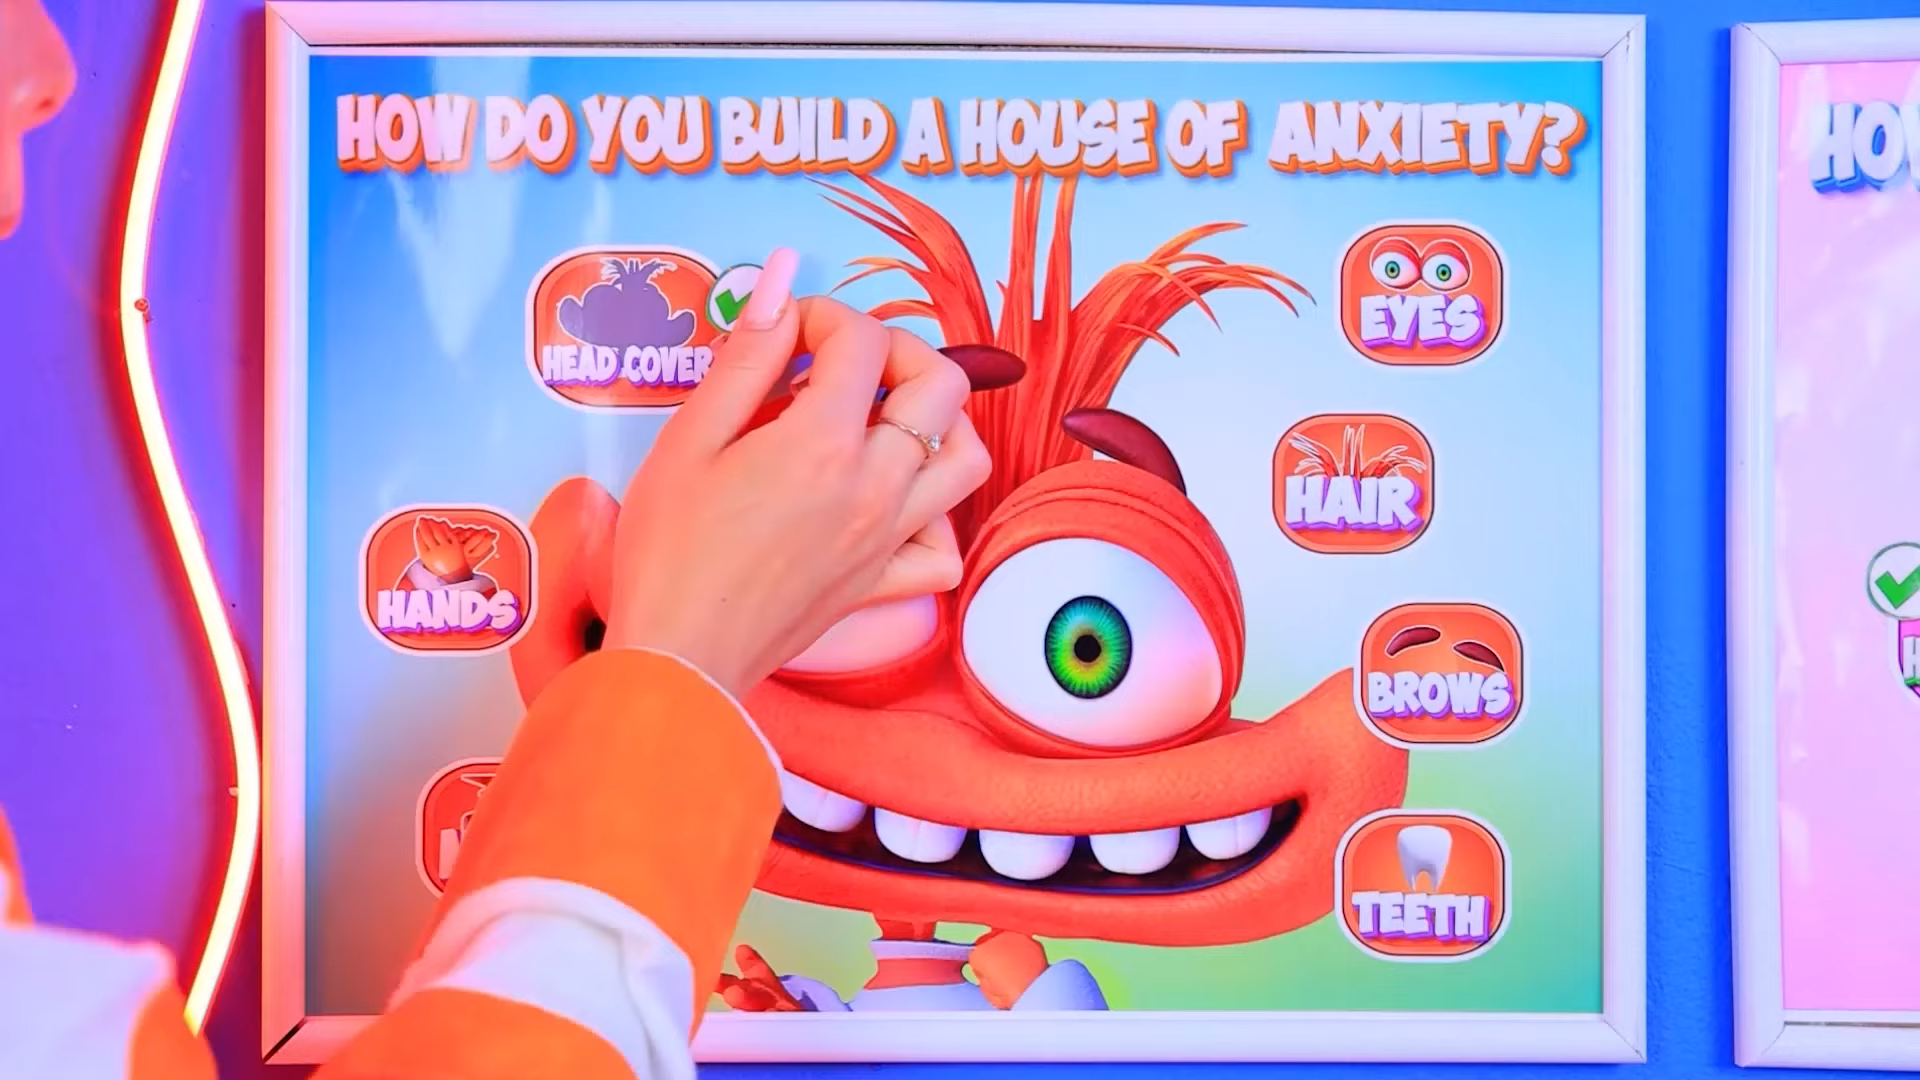 HOW DO YOU BUILD A HOUSE OF ANXIETY?
HEAD COVER
EYES
HAIR
HANDS
BROWS
TEETH